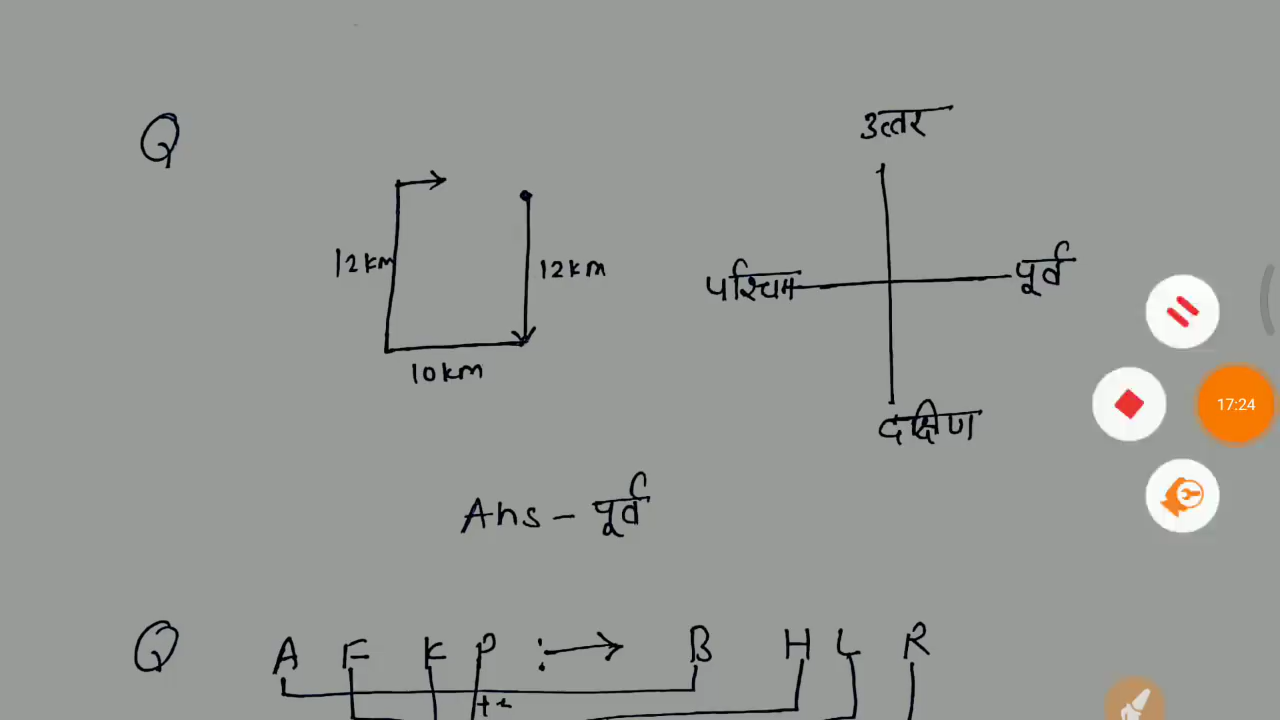 उत्तर
Q
12km
12km
पश्चिम
पूर्व
10km
दक्षिण
17:24
Ans - पूर्व
Q A F K P :→ B H L R